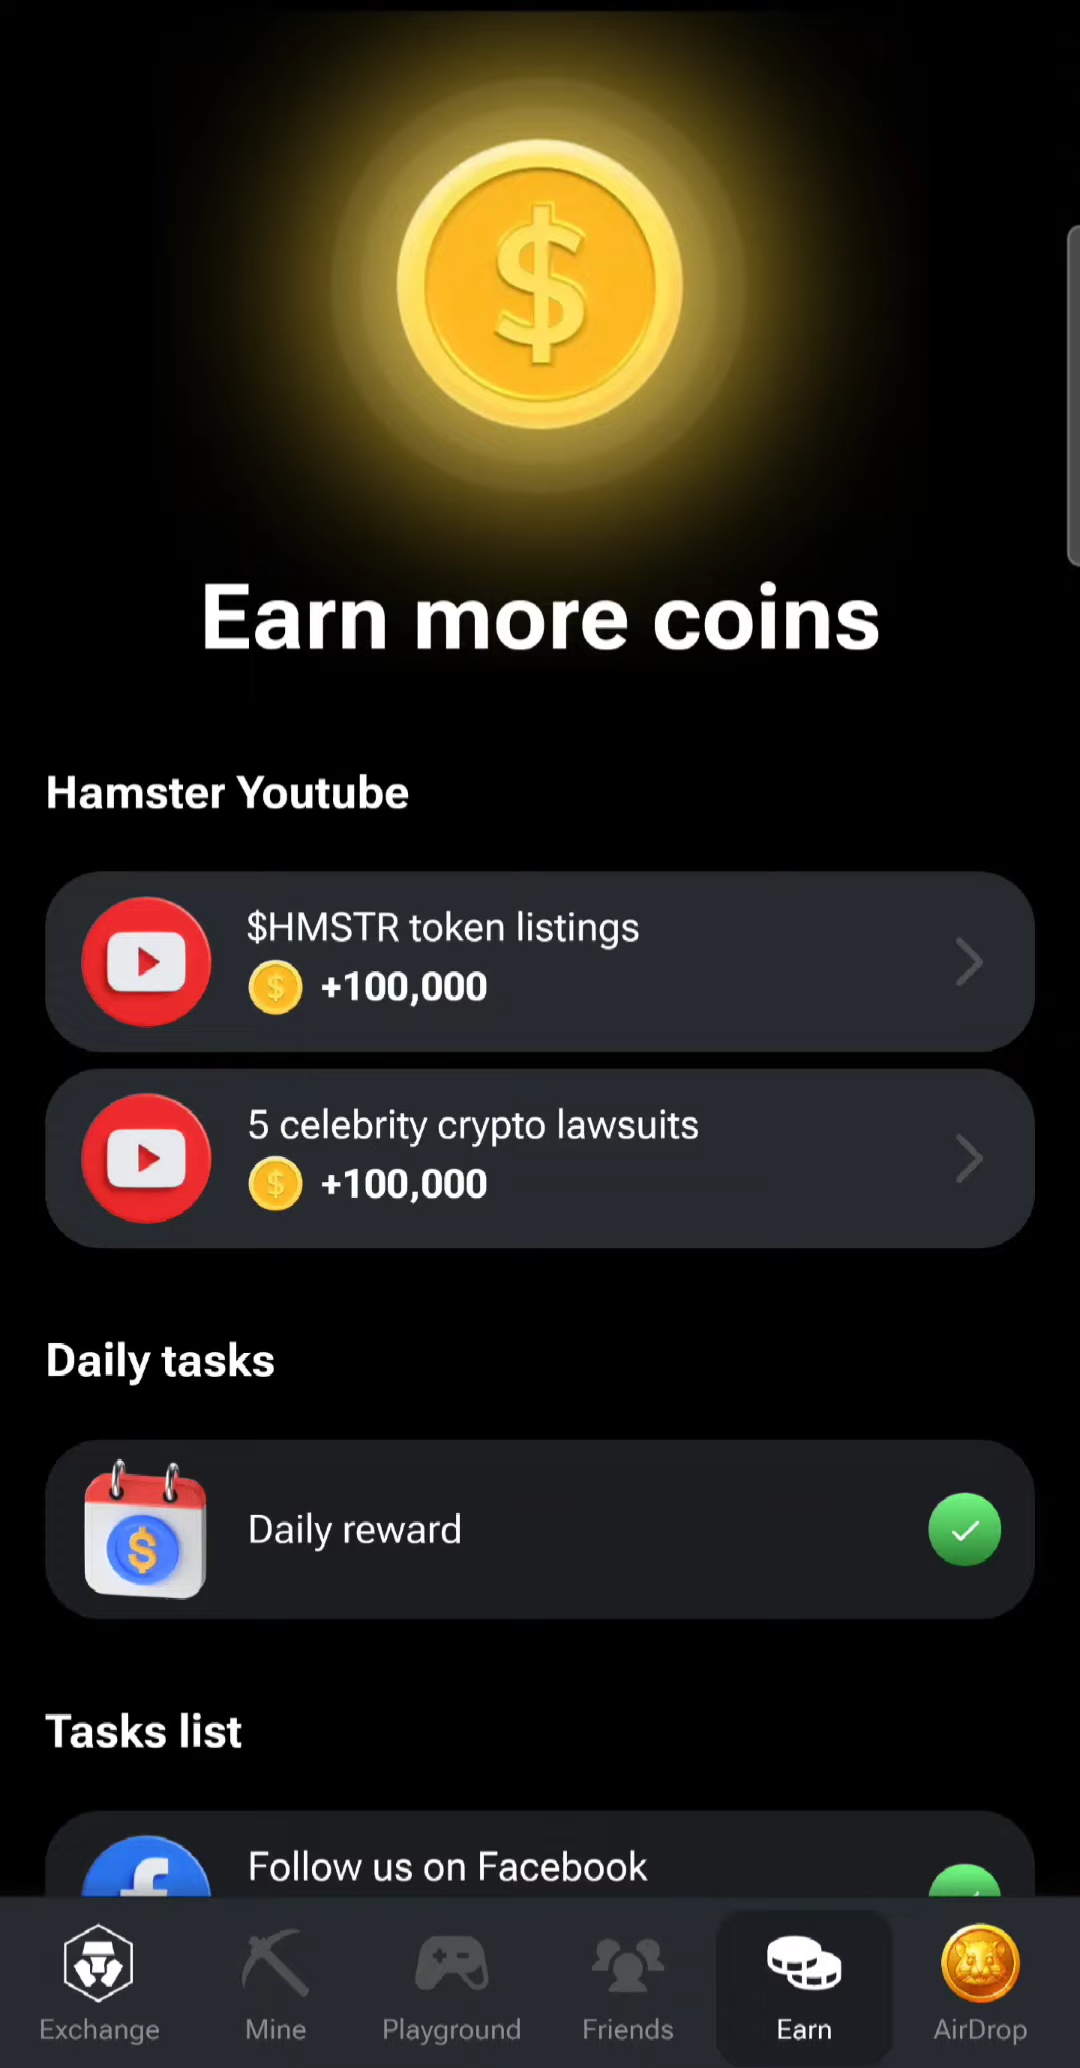 Earn more coins
Hamster Youtube
$HMSTR token listings
+100,000
5 celebrity crypto lawsuits
+100,000
Daily tasks
Daily reward
Tasks list
Follow us on Facebook
Exchange
Mine
Playground
Friends
Earn
AirDrop